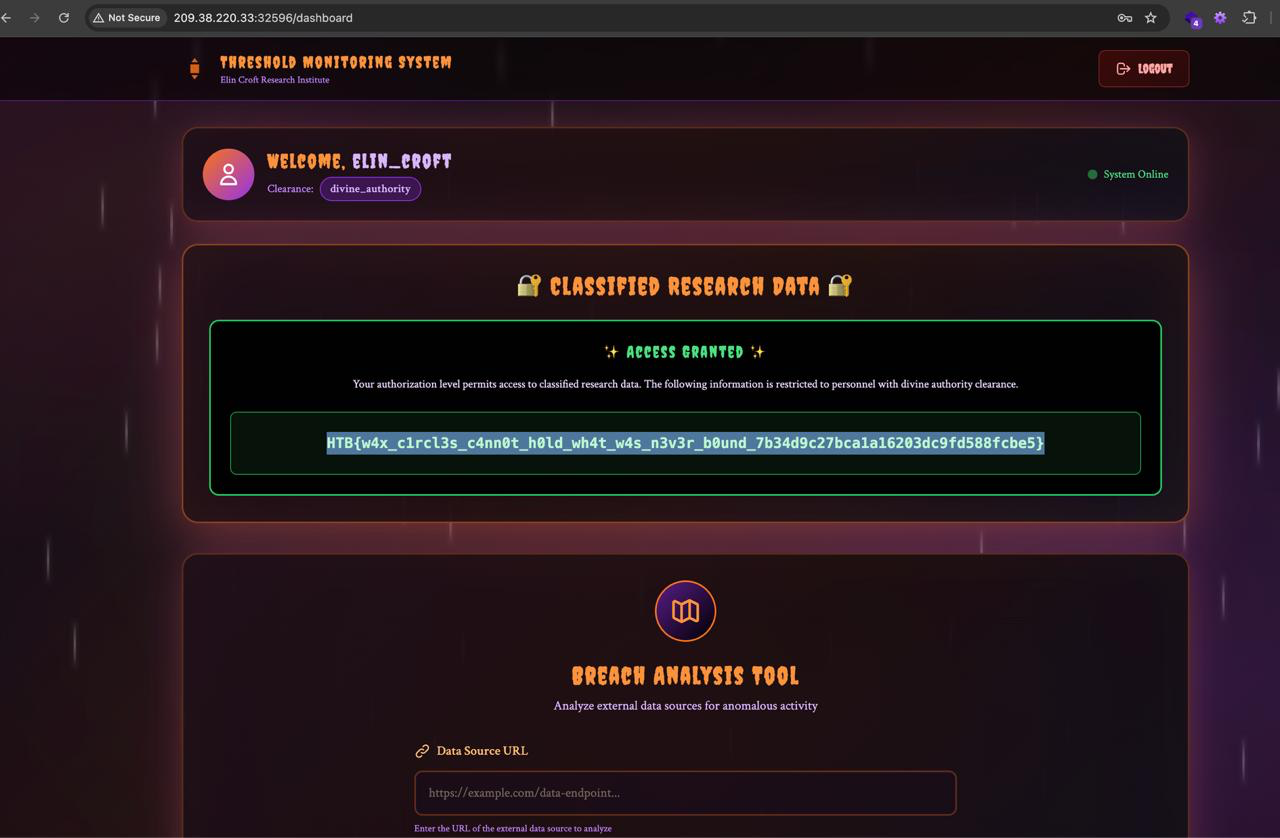 Not Secure 209.38.220.33:32596/dashboard
4
THRESHOLD MONITORING SYSTEM
Elin Croft Research Institute
LOGOUT
WELCOME, ELIN_CROFT
Clearance: divine_authority
System Online
🔐 CLASSIFIED RESEARCH DATA 🔐
✨ ACCESS GRANTED ✨
Your authorization level permits access to classified research data. The following information is restricted to personnel with divine authority clearance.
HTB{w4x_c1rcl3s_c4nn0t_h0ld_wh4t_w4s_n3v3r_b0und_7b34d9c27bca1a16203dc9fd588fcbe5}
BREACH ANALYSIS TOOL
Analyze external data sources for anomalous activity
Data Source URL
https://example.com/data-endpoint...
Enter the URL of the external data source to analyze